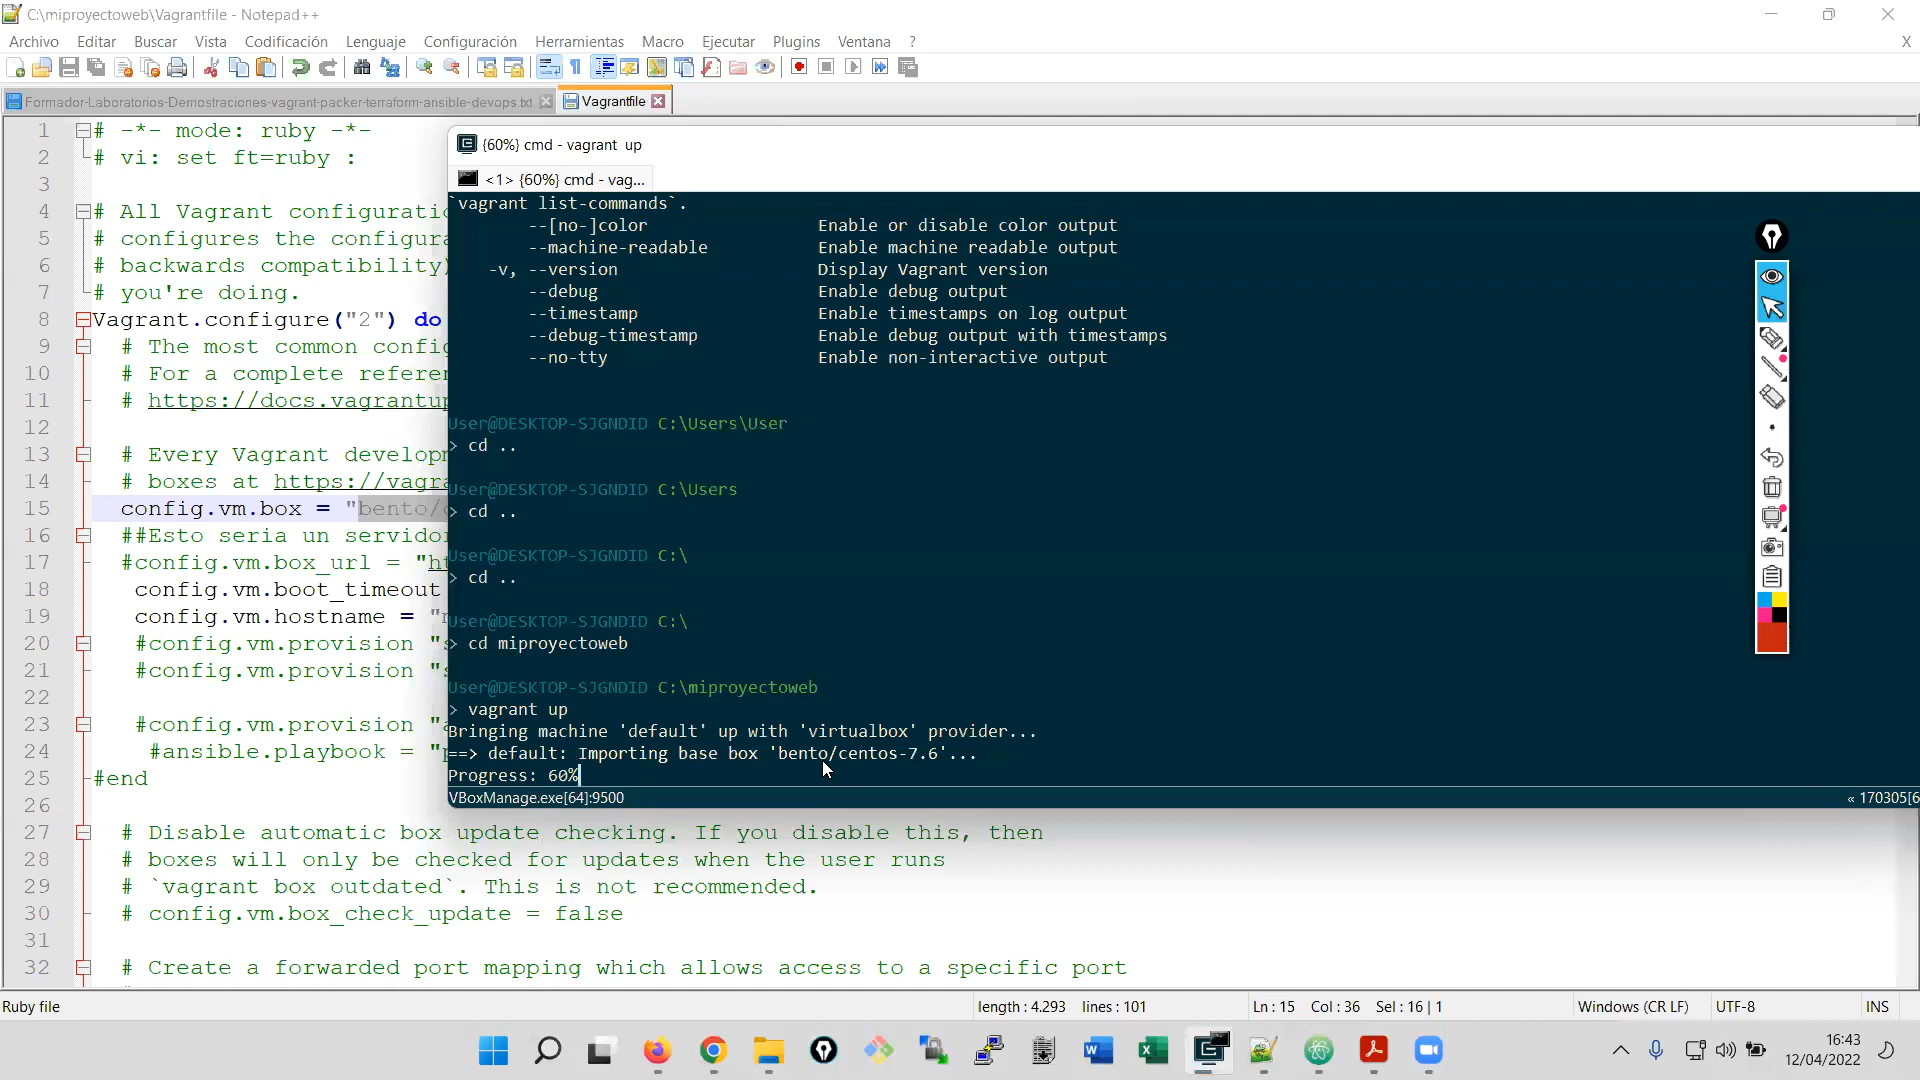 C:\miproyectoweb\Vagrantfile - Notepad++
Archivo Editar Buscar Vista Codificación Lenguaje Configuración Herramientas Macro Ejecutar Plugins Ventana ? X
Formador-Laboratorios-Demostraciones-vagrant-packer-terraform-ansible-devops.txt
Vagrantfile
1 # -*- mode: ruby -*-
2 # vi: set ft=ruby :
3
4 # All Vagrant configuratio
5 # configures the configura
6 # backwards compatibility)
7 # you're doing.
8 Vagrant.configure("2") do
9 # The most common config
10 # For a complete referen
11 # https://docs.vagrantup
12
13 # Every Vagrant developm
14 # boxes at https://vagra
15 config.vm.box = "bento/c
16 ##Esto seria un servidor
17 #config.vm.box_url = "ht
18 config.vm.boot_timeout
19 config.vm.hostname = "
20 #config.vm.provision "s
21 #config.vm.provision "s
22
23 #config.vm.provision "a
24 #ansible.playbook = "p
25 #end
26
27 # Disable automatic box update checking. If you disable this, then
28 # boxes will only be checked for updates when the user runs
29 # `vagrant box outdated`. This is not recommended.
30 # config.vm.box_check_update = false
31
32 # Create a forwarded port mapping which allows access to a specific port
{60%} cmd - vagrant up
<1> {60%} cmd - vag...
`vagrant list-commands`.
--[no-]color Enable or disable color output
--machine-readable Enable machine readable output
-v, --version Display Vagrant version
--debug Enable debug output
--timestamp Enable timestamps on log output
--debug-timestamp Enable debug output with timestamps
--no-tty Enable non-interactive output
User@DESKTOP-SJGNDID C:\Users\User
> cd ..
User@DESKTOP-SJGNDID C:\Users
> cd ..
User@DESKTOP-SJGNDID C:\
> cd ..
User@DESKTOP-SJGNDID C:\
> cd miproyectoweb
User@DESKTOP-SJGNDID C:\miproyectoweb
> vagrant up
Bringing machine 'default' up with 'virtualbox' provider...
==> default: Importing base box 'bento/centos-7.6'...
Progress: 60%
VBoxManage.exe[64]:9500 « 170305[6
Ruby file length : 4.293 lines : 101 Ln : 15 Col : 36 Sel : 16 | 1 Windows (CR LF) UTF-8 INS
16:43
12/04/2022